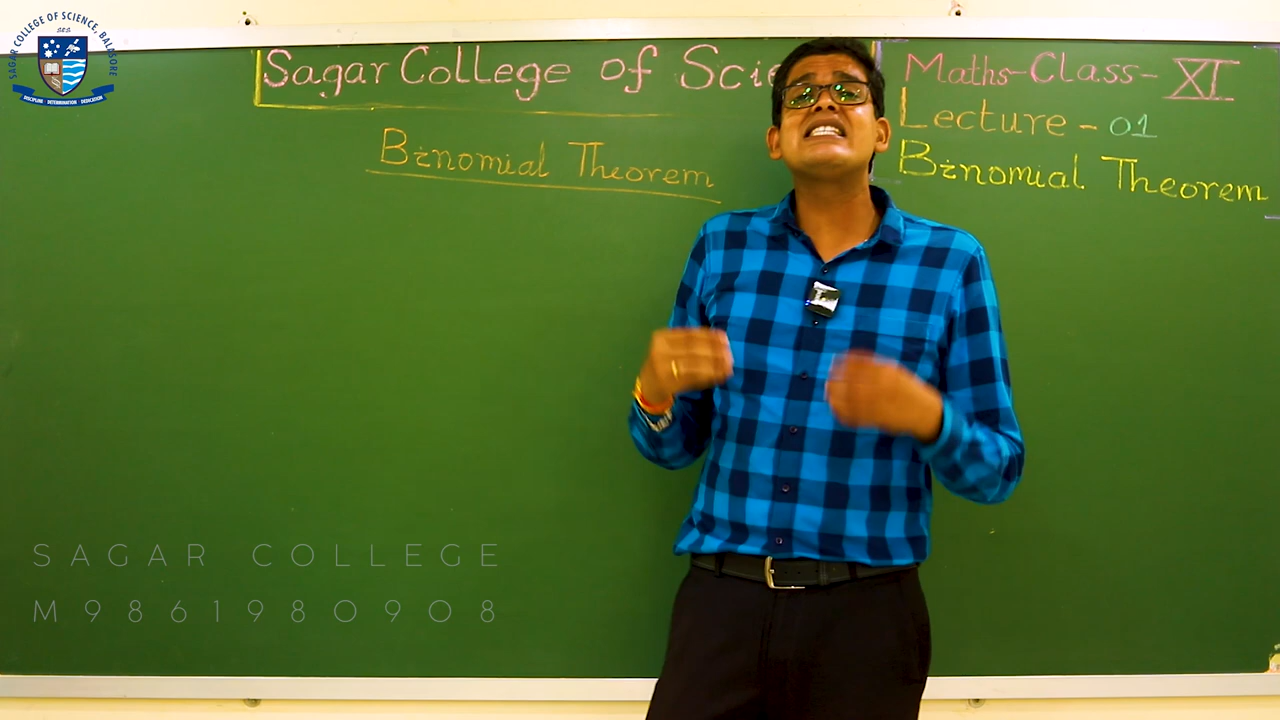 SAGAR COLLEGE OF SCIENCE, BALASORE
SCS
DISCIPLINE · DETERMINATION · DEDICATION
Sagar College of Scie
Maths-Class-XI
Lecture-01
Binomial Theorem
Binomial Theorem
SAGAR COLLEGE
M9861980908